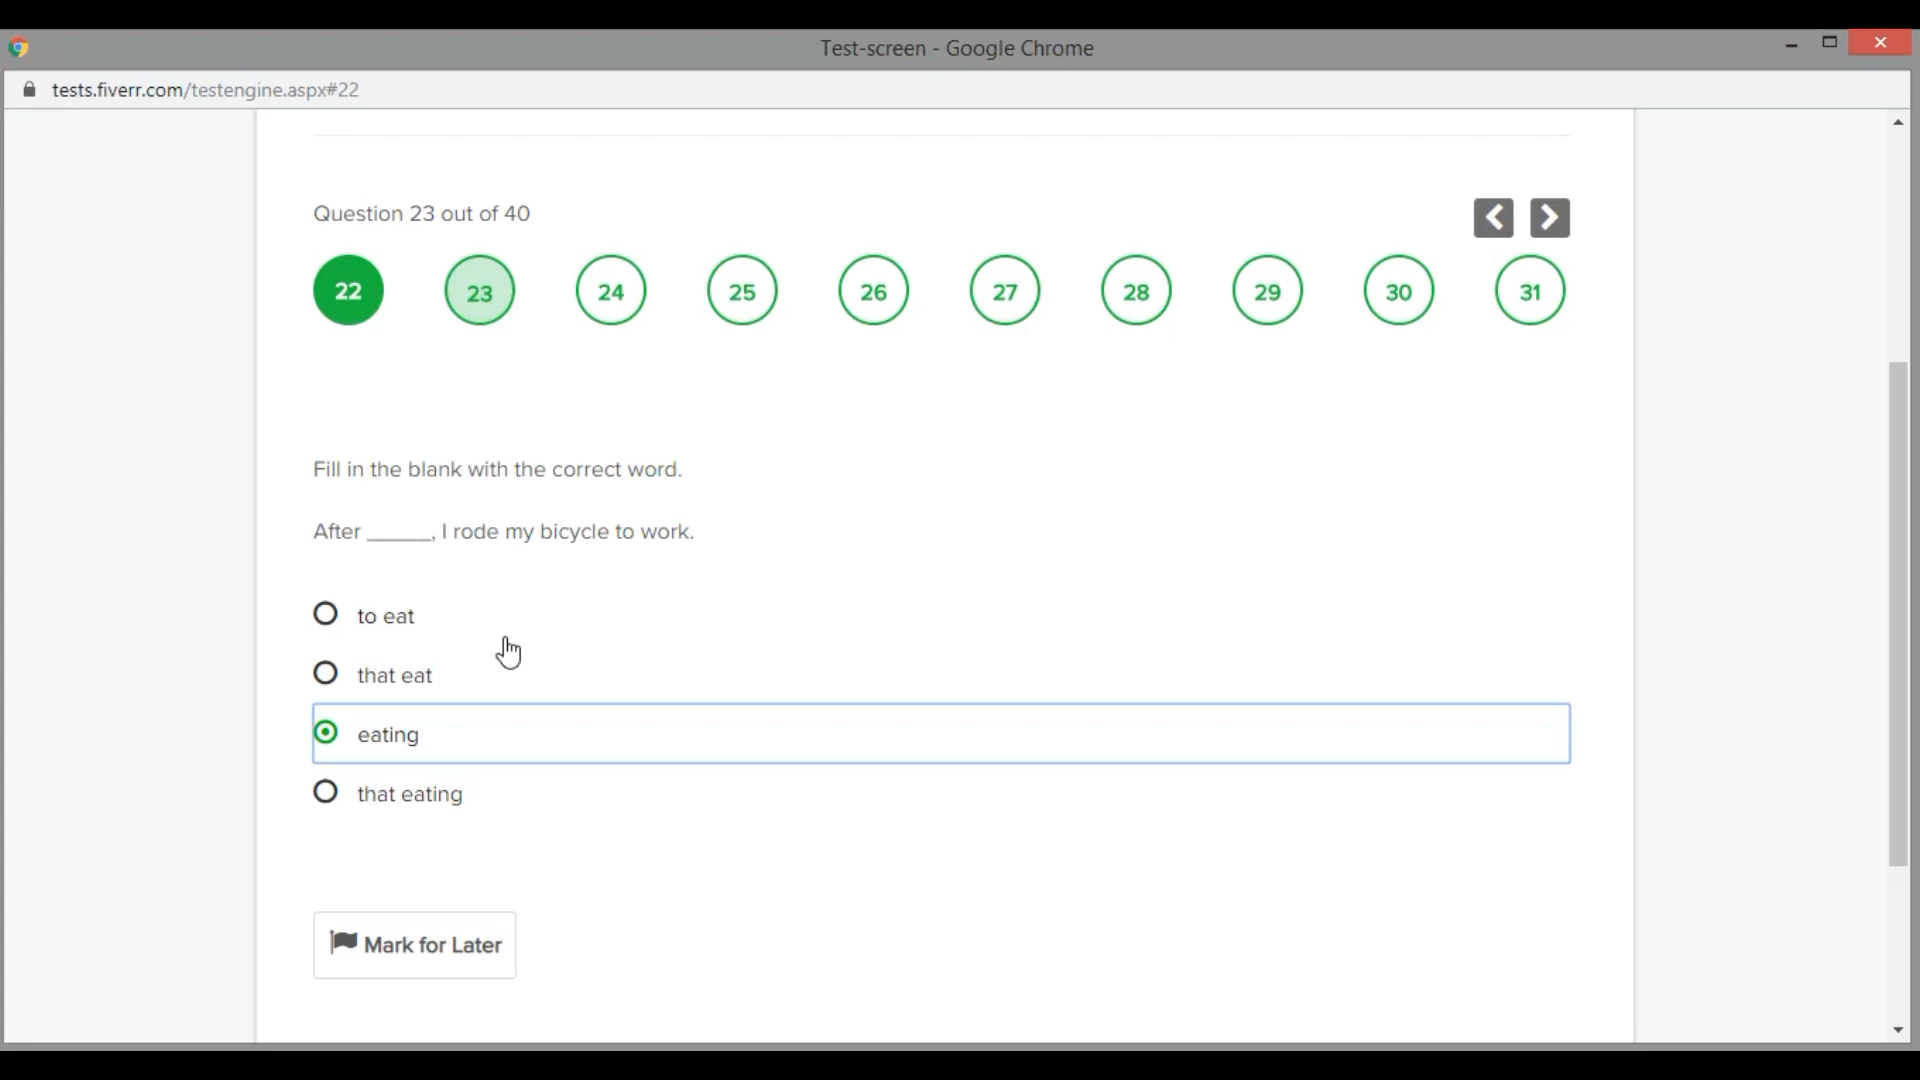 Test-screen - Google Chrome
tests.fiverr.com/testengine.aspx#22
Question 23 out of 40
22 23 24 25 26 27 28 29 30 31
Fill in the blank with the correct word.
After ______, I rode my bicycle to work.
to eat
that eat
eating
that eating
Mark for Later